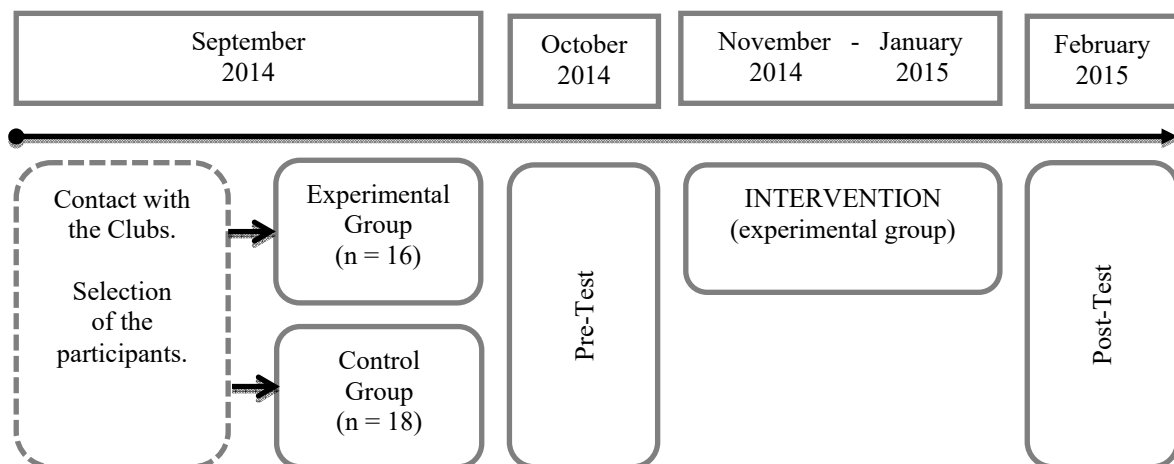 September
2014
October
2014
November - January
2014 2015
February
2015
Contact with
the Clubs.
Selection
of the
participants.
Experimental
Group
(n = 16)
Control
Group
(n = 18)
Pre-Test
INTERVENTION
(experimental group)
Post-Test